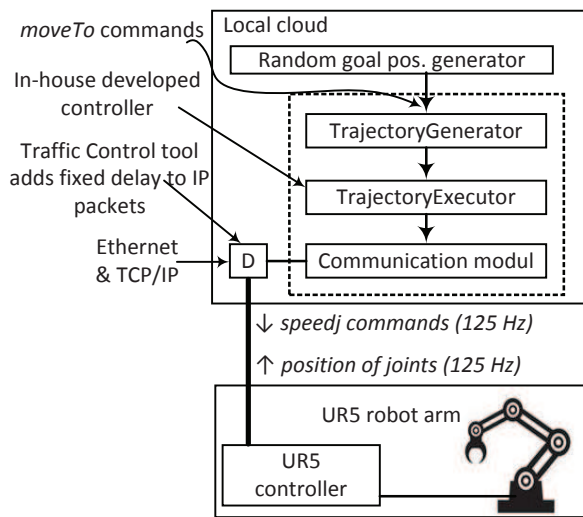 Local cloud
moveTo commands
Random goal pos. generator
In-house developed
controller
TrajectoryGenerator
Traffic Control tool
adds fixed delay to IP
packets
TrajectoryExecutor
Ethernet
& TCP/IP
D
Communication modul
↓ speedj commands (125 Hz)
↑ position of joints (125 Hz)
UR5 robot arm
UR5
controller